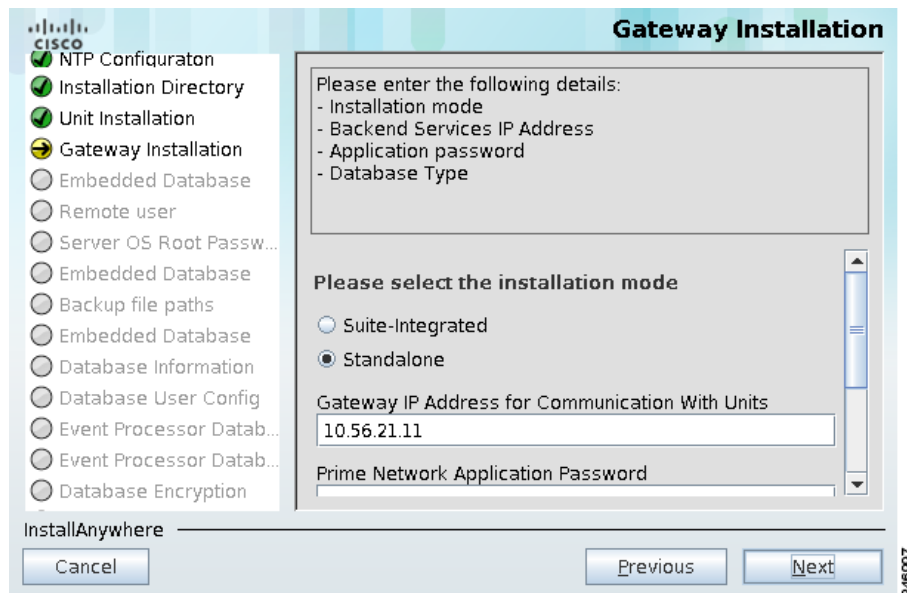 CISCO
Gateway Installation
NTP Configuraton
Installation Directory
Unit Installation
Gateway Installation
Embedded Database
Remote user
Server OS Root Passw...
Embedded Database
Backup file paths
Embedded Database
Database Information
Database User Config
Event Processor Datab...
Event Processor Datab...
Database Encryption
Please enter the following details:
- Installation mode
- Backend Services IP Address
- Application password
- Database Type
Please select the installation mode
Suite-Integrated
Standalone
Gateway IP Address for Communication With Units
10.56.21.11
Prime Network Application Password
InstallAnywhere
Cancel
Previous
Next